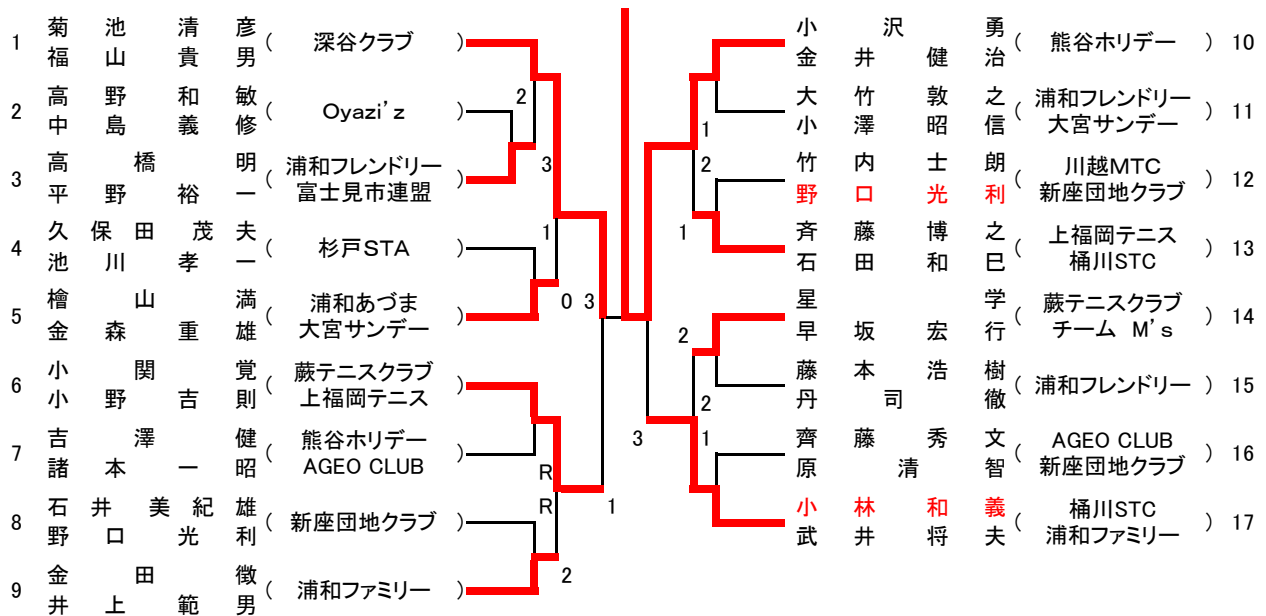 菊池清彦
1 ( 深谷クラブ )
福山貴男
高野和敏
2 ( Oyazi’z )
中島義修
高橋明 浦和フレンドリー
3 ( )
平野裕一 富士見市連盟
久保田茂夫
4 ( 杉戸STA )
池川孝一
檜山満 浦和あづま
5 ( )
金森重雄 大宮サンデー
小関覚 蕨テニスクラブ
6 ( )
小野吉則 上福岡テニス
吉澤健 熊谷ホリデー
7 ( )
諸本一昭 AGEO CLUB
石井美紀雄
8 ( 新座団地クラブ )
野口光利
金田徴
9 ( 浦和ファミリー )
井上範男
2
3
1
0 3
R
R
1
2
小沢勇
( 熊谷ホリデー ) 10
金井健治
大竹敦之 浦和フレンドリー
( ) 11
小澤昭信 大宮サンデー
竹内士朗 川越MTC
( ) 12
野口光利 新座団地クラブ
斉藤博之 上福岡テニス
( ) 13
石田和巳 桶川STC
星学 蕨テニスクラブ
( ) 14
早坂宏行 チーム M’s
藤本浩樹
( 浦和フレンドリー ) 15
丹司徹
齊藤秀文 AGEO CLUB
( ) 16
原清智 新座団地クラブ
小林和義 桶川STC
( ) 17
武井将夫 浦和ファミリー
1
2
1
2
2
3
1